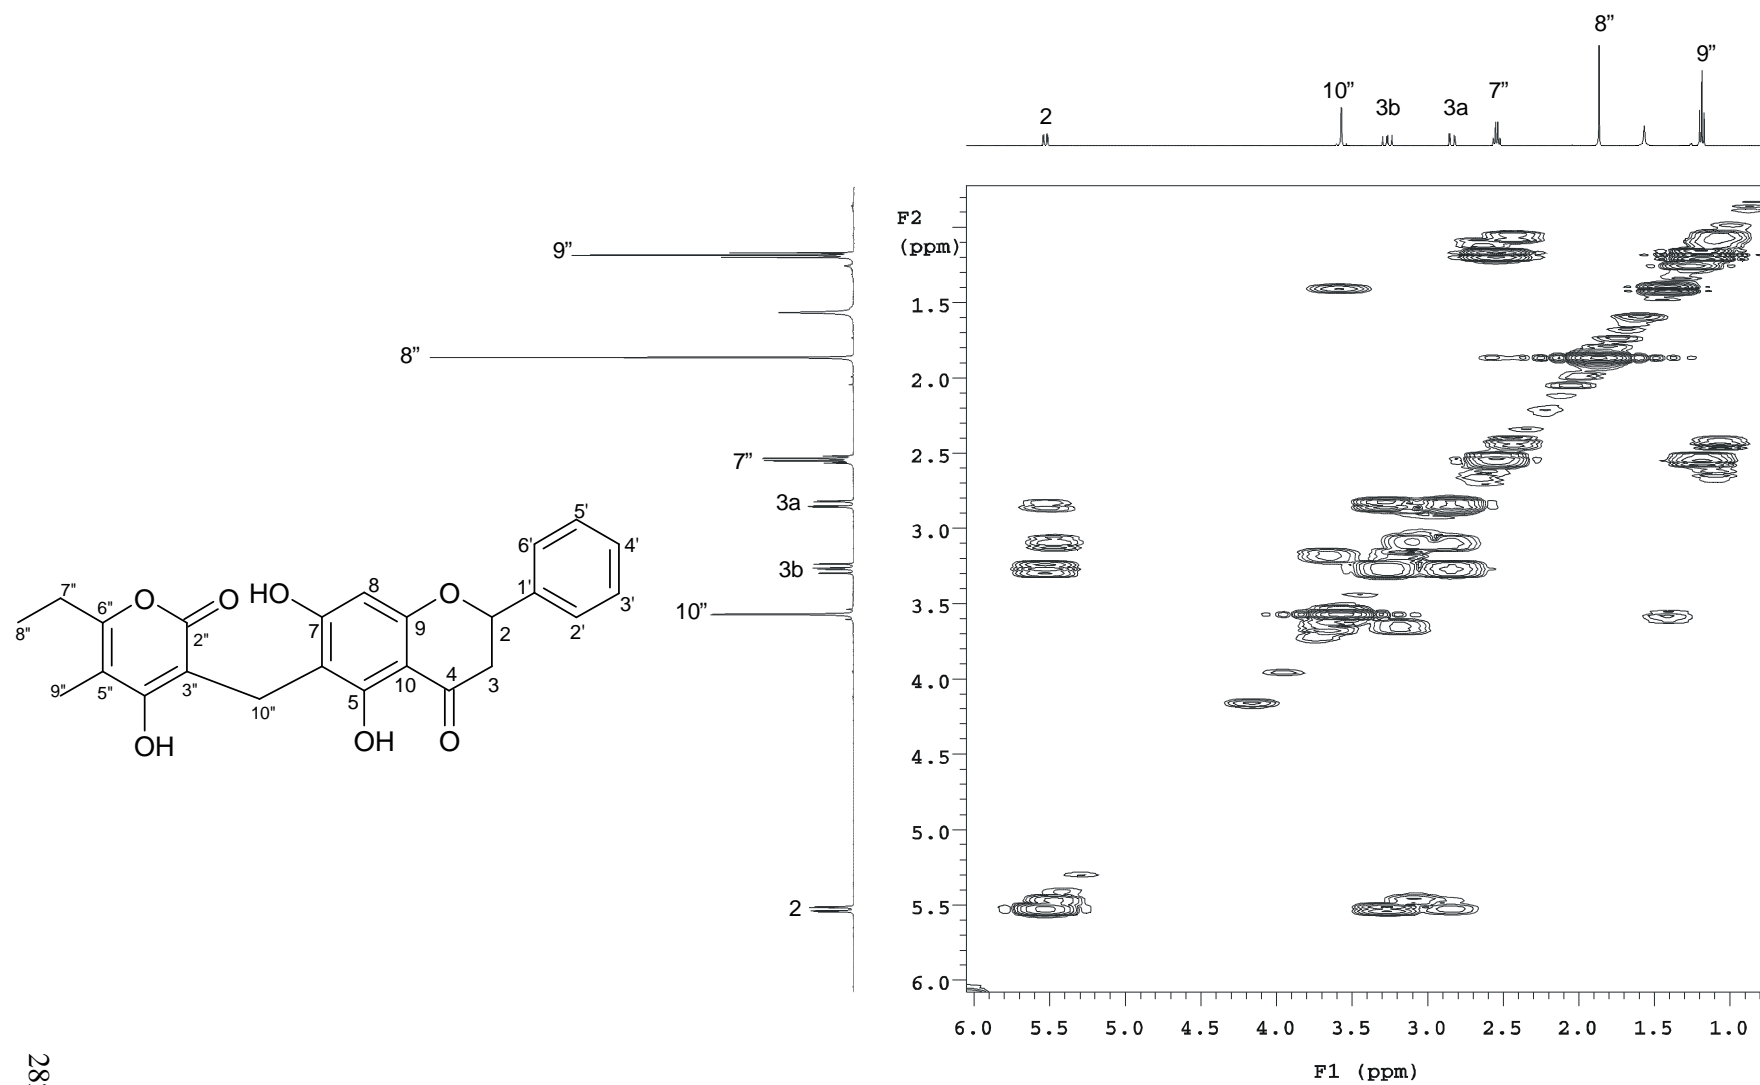 8”
9”
10”
7”
3b
3a
2
F2
(ppm)
9”
8”
7”
3a
3b
10”
2
1.5
2.0
2.5
3.0
3.5
4.0
4.5
5.0
5.5
6.0
6.0 5.5 5.0 4.5 4.0 3.5 3.0 2.5 2.0 1.5 1.0
F1 (ppm)
5'
6' 4'
HO 8 O 1' 3'
7" O O
6" 2'
8" 2" 7 9 2
9" 5" 3" 5 10 4 3
10"
OH OH O
28